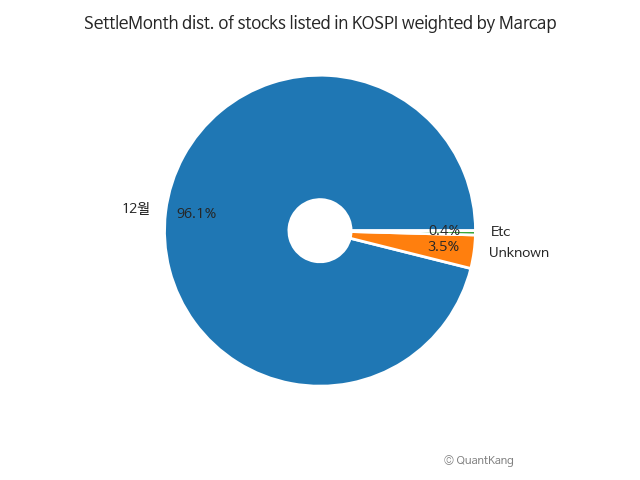 SettleMonth dist. of stocks listed in KOSPI weighted by Marcap
12월
96.1%
0.4%
Etc
3.5%
Unknown
© QuantKang